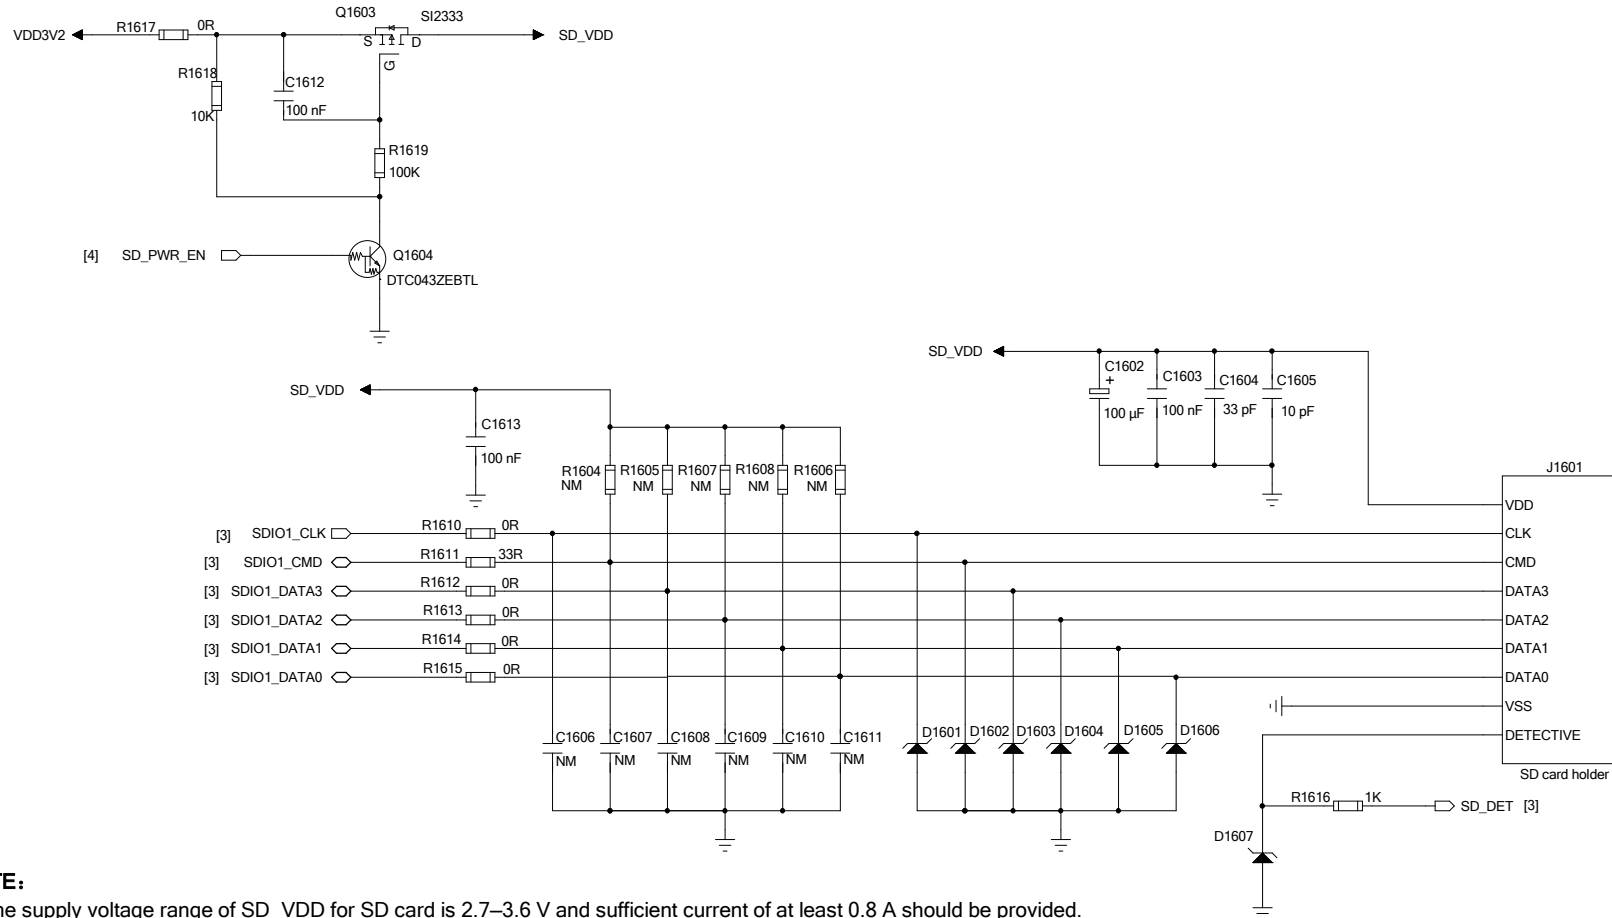 Q1603 SI2333
VDD3V2 R1617 0R S D SD_VDD
G
R1618 10K
C1612 100 nF
R1619 100K
[4] SD_PWR_EN
Q1604
DTC043ZEBTL
SD_VDD
C1602 + 100 µF
C1603 100 nF
C1604 33 pF
C1605 10 pF
SD_VDD
C1613 100 nF
R1604 NM
R1605 NM
R1607 NM
R1608 NM
R1606 NM
J1601
VDD
[3] SDIO1_CLK R1610 0R CLK
[3] SDIO1_CMD R1611 33R CMD
[3] SDIO1_DATA3 R1612 0R DATA3
[3] SDIO1_DATA2 R1613 0R DATA2
[3] SDIO1_DATA1 R1614 0R DATA1
[3] SDIO1_DATA0 R1615 0R DATA0
VSS
DETECTIVE
SD card holder
C1606 NM
C1607 NM
C1608 NM
C1609 NM
C1610 NM
C1611 NM
D1601 D1602 D1603 D1604 D1605 D1606
R1616 1K SD_DET [3]
D1607
TE：
he supply voltage range of SD_VDD for SD card is 2.7–3.6 V and sufficient current of at least 0.8 A should be provided.